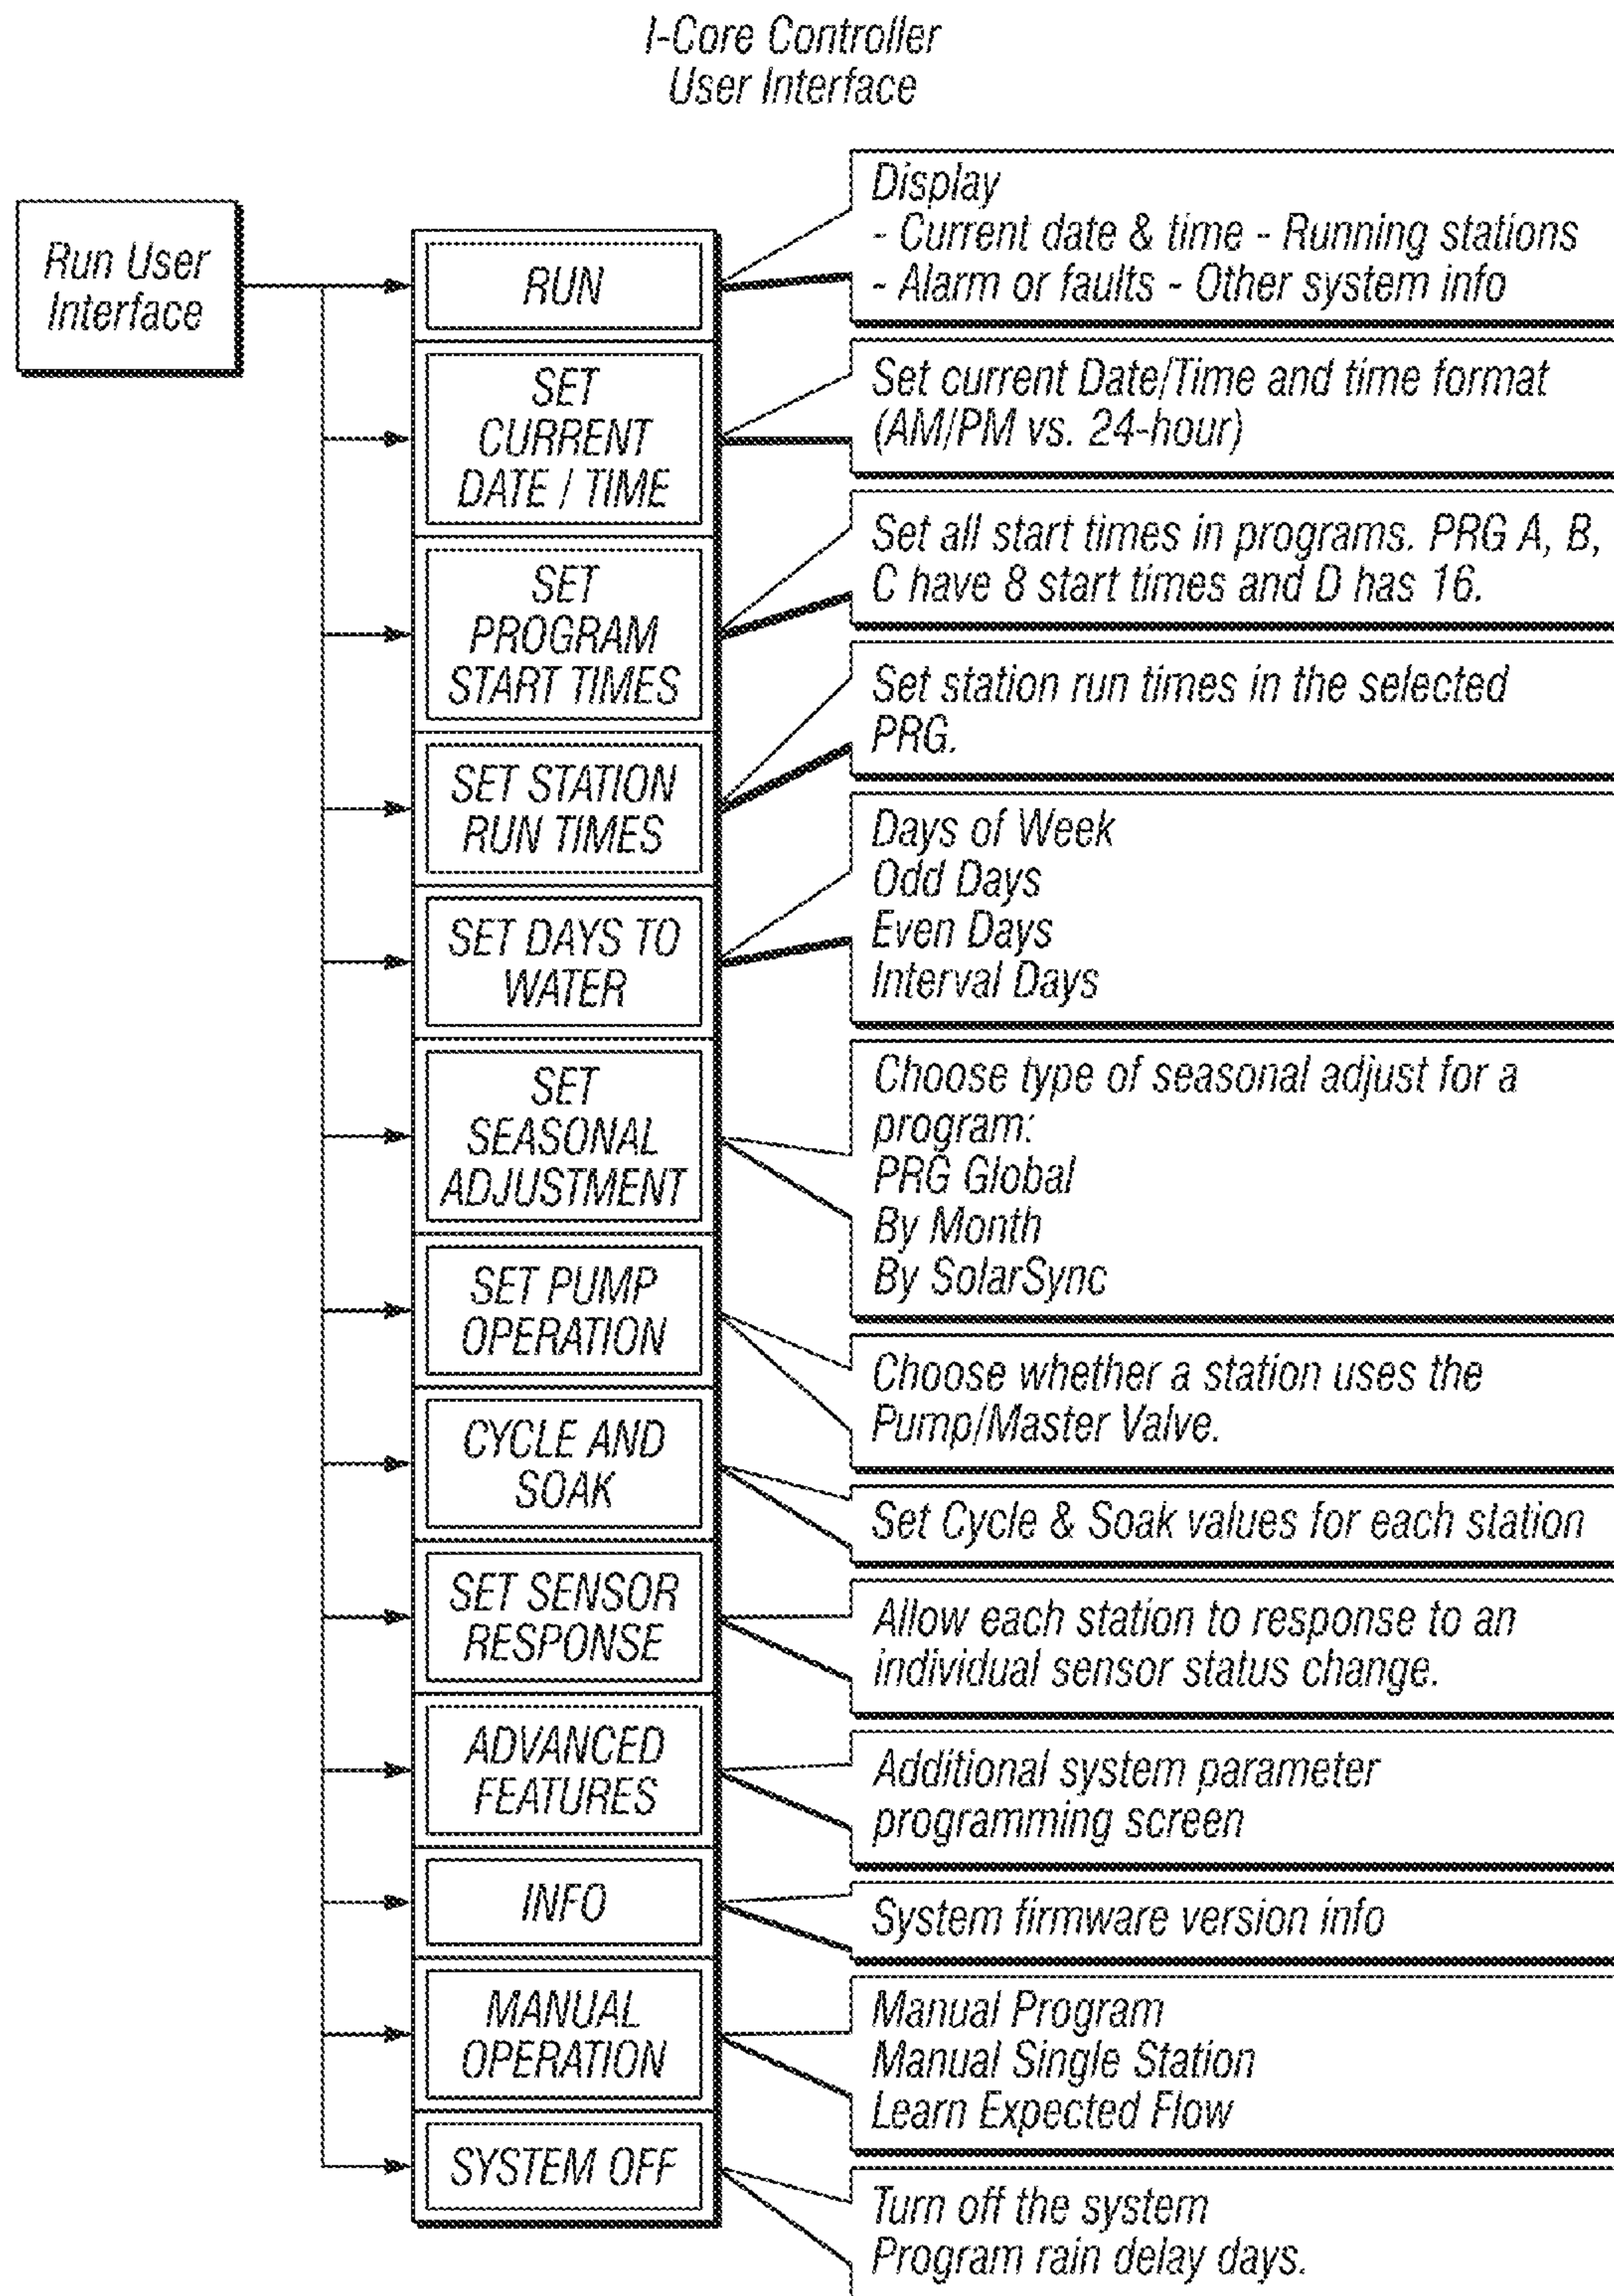 I-Core Controller
User Interface
Run User
Interface
RUN
Display
- Current date & time - Running stations
- Alarm or faults - Other system info
SET
CURRENT
DATE / TIME
Set current Date/Time and time format
(AM/PM vs. 24-hour)
SET
PROGRAM
START TIMES
Set all start times in programs. PRG A, B,
C have 8 start times and D has 16.
SET STATION
RUN TIMES
Set station run times in the selected
PRG.
SET DAYS TO
WATER
Days of Week
Odd Days
Even Days
Interval Days
SET
SEASONAL
ADJUSTMENT
Choose type of seasonal adjust for a
program:
PRG Global
By Month
By SolarSync
SET PUMP
OPERATION
Choose whether a station uses the
Pump/Master Valve.
CYCLE AND
SOAK
Set Cycle & Soak values for each station
SET SENSOR
RESPONSE
Allow each station to response to an
individual sensor status change.
ADVANCED
FEATURES
Additional system parameter
programming screen
INFO
System firmware version info
MANUAL
OPERATION
Manual Program
Manual Single Station
Learn Expected Flow
SYSTEM OFF
Turn off the system
Program rain delay days.